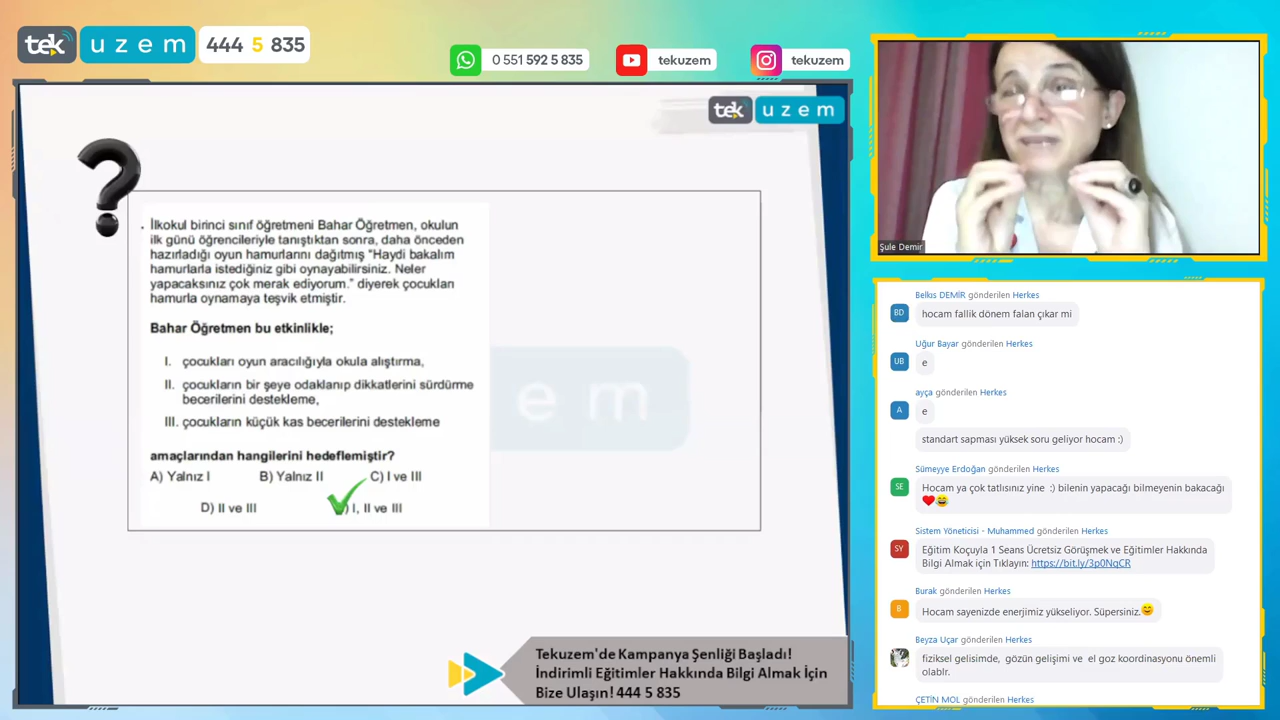 tek uzem 444 5 835
0 551 592 5 835
tekuzem
tekuzem
tek uzem
?
İlkokul birinci sınıf öğretmeni Bahar Öğretmen, okulun
ilk günü öğrencileriyle tanıştıktan sonra, daha önceden
hazırladığı oyun hamurlarını dağıtmış "Haydi bakalım
hamurlarla istediğiniz gibi oynayabilirsiniz. Neler
yapacaksınız çok merak ediyorum." diyerek çocukları
hamurla oynamaya teşvik etmiştir.
Bahar Öğretmen bu etkinlikle;
I. çocukları oyun aracılığıyla okula alıştırma,
II. çocukların bir şeye odaklanıp dikkatlerini sürdürme
becerilerini destekleme,
III. çocukların küçük kas becerilerini destekleme
amaçlarından hangilerini hedeflemiştir?
A) Yalnız I B) Yalnız II C) I ve III
D) II ve III ) I, II ve III
e m
Tekuzem'de Kampanya Şenliği Başladı!
İndirimli Eğitimler Hakkında Bilgi Almak İçin
Bize Ulaşın! 444 5 835
Şule Demir
Belkıs DEMİR gönderilen Herkes
BD hocam fallik dönem falan çıkar mi
Uğur Bayar gönderilen Herkes
UB e
ayça gönderilen Herkes
A e
standart sapması yüksek soru geliyor hocam :)
Sümeyye Erdoğan gönderilen Herkes
SE Hocam ya çok tatlısınız yine :) bilenin yapacağı bilmeyenin bakacağı
Sistem Yöneticisi - Muhammed gönderilen Herkes
SY Eğitim Koçuyla 1 Seans Ücretsiz Görüşmek ve Eğitimler Hakkında
Bilgi Almak için Tıklayın: https://bit.ly/3p0NqCR
Burak gönderilen Herkes
B Hocam sayenizde enerjimiz yükseliyor. Süpersiniz.
Beyza Uçar gönderilen Herkes
fiziksel gelisimde, gözün gelişimi ve el goz koordinasyonu önemli
olabIr.
ÇETİN MOL gönderilen Herkes